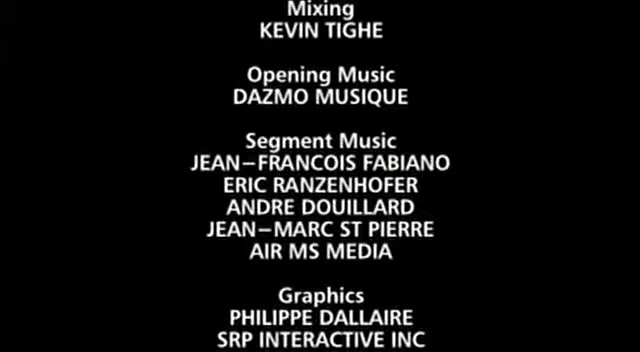 Mixing
KEVIN TIGHE
Opening Music
DAZMO MUSIQUE
Segment Music
JEAN–FRANCOIS FABIANO
ERIC RANZENHOFER
ANDRE DOUILLARD
JEAN–MARC ST PIERRE
AIR MS MEDIA
Graphics
PHILIPPE DALLAIRE
SRP INTERACTIVE INC